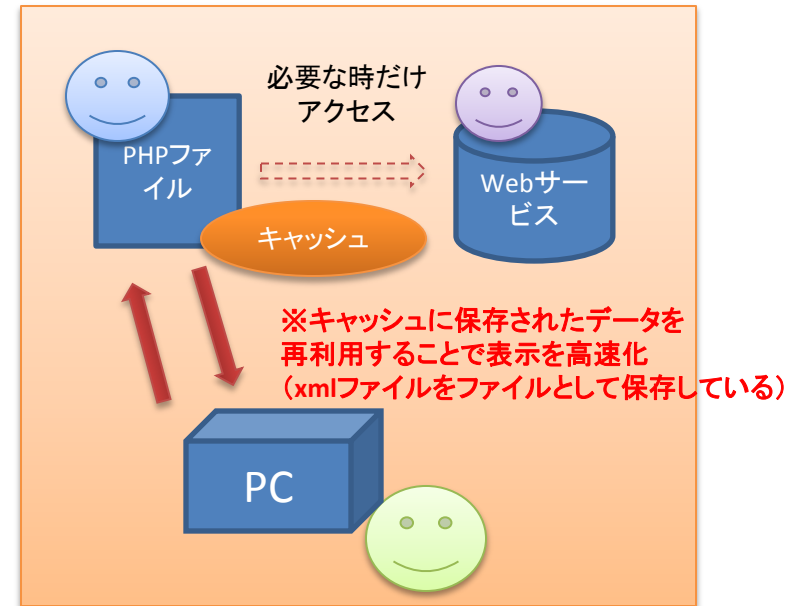 必要な時だけ
アクセス
PHPファ
イル
Webサー
ビス
キャッシュ
※キャッシュに保存されたデータを
再利用することで表示を高速化
（xmlファイルをファイルとして保存している）
PC